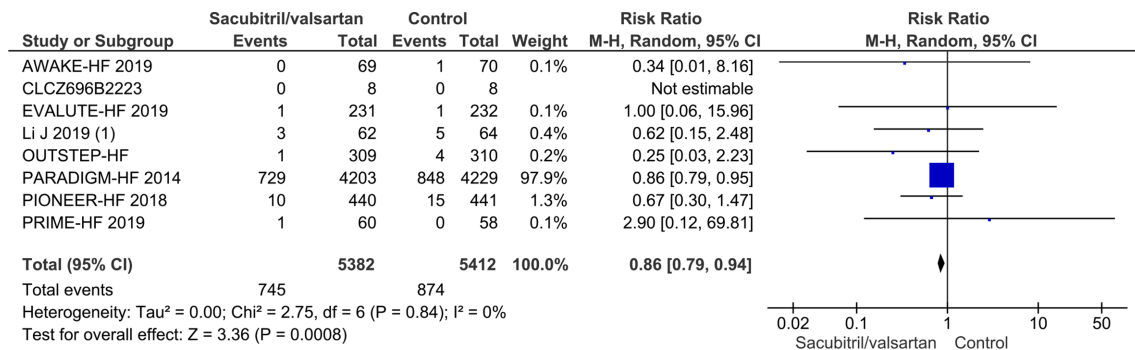 Sacubitril/valsartan Control Risk Ratio Risk Ratio
Study or Subgroup Events Total Events Total Weight M-H, Random, 95% CI M-H, Random, 95% CI
AWAKE-HF 2019 0 69 1 70 0.1% 0.34 [0.01, 8.16]
CLCZ696B2223 0 8 0 8 Not estimable
EVALUTE-HF 2019 1 231 1 232 0.1% 1.00 [0.06, 15.96]
Li J 2019 (1) 3 62 5 64 0.4% 0.62 [0.15, 2.48]
OUTSTEP-HF 1 309 4 310 0.2% 0.25 [0.03, 2.23]
PARADIGM-HF 2014 729 4203 848 4229 97.9% 0.86 [0.79, 0.95]
PIONEER-HF 2018 10 440 15 441 1.3% 0.67 [0.30, 1.47]
PRIME-HF 2019 1 60 0 58 0.1% 2.90 [0.12, 69.81]
Total (95% CI) 5382 5412 100.0% 0.86 [0.79, 0.94]
Total events 745 874
Heterogeneity: Tau² = 0.00; Chi² = 2.75, df = 6 (P = 0.84); I² = 0%
Test for overall effect: Z = 3.36 (P = 0.0008)
0.02 0.1 1 10 50
Sacubitril/valsartan Control